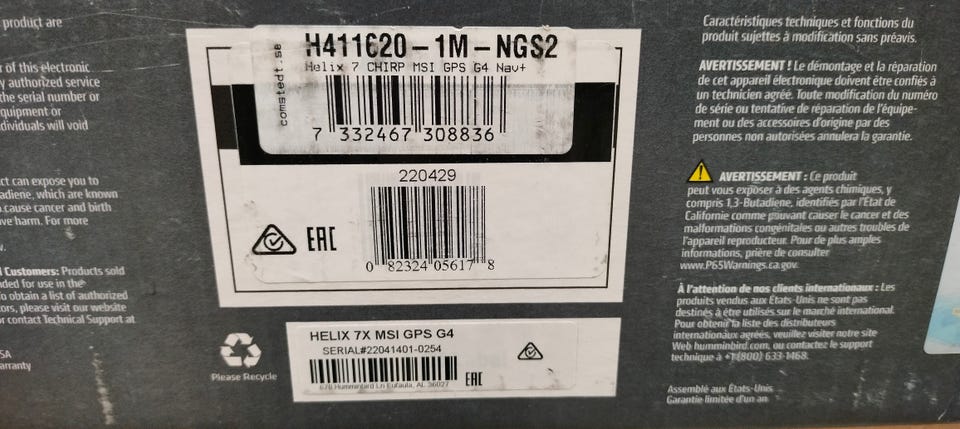 product are
r of this electronic
y authorized service
the serial number or
quipment or
dividuals will void
ct can expose you to
adiene, which are known
cause cancer and birth
ve harm. For more
v.
l Customers: Products sold
nded for use in the
o obtain a list of authorized
tors, please visit our website
r contact Technical Support at
SA
arranty
comstedt.se
H411620-1M-NGS2
Helix 7 CHIRP MSI GPS G4 Nav+
7 332467 308836
220429
EAC
0 82324 05617 8
Please Recycle
HELIX 7X MSI GPS G4
SERIAL#22041401-0254
678 Humminbird Ln Eufaula, AL 36027
EAC
Caractéristiques techniques et fonctions du
produit sujettes à modification sans préavis.
AVERTISSEMENT ! Le démontage et la réparation
de cet appareil électronique doivent être confiés à
un technicien agréé. Toute modification du numéro
de série ou tentative de réparation de l'équipe-
ment ou des accessoires d'origine par des
personnes non autorisées annulera la garantie.
AVERTISSEMENT : Ce produit
peut vous exposer à des agents chimiques, y
compris 1,3-Butadiene, identifiés par l'État de
Californie comme pouvant causer le cancer et des
malformations congénitales ou autres troubles de
l'appareil reproducteur. Pour de plus amples
informations, prière de consulter
www.P65Warnings.ca.gov.
À l'attention de nos clients internationaux : Les
produits vendus aux États-Unis ne sont pas
destinés à être utilisés sur le marché international.
Pour obtenir la liste des distributeurs
internationaux agréés, veuillez visiter notre site
Web humminbird.com, ou contactez le support
technique à +1 (800) 633-1468.
Assemblé aux États-Unis
Garantie limitée d'un an